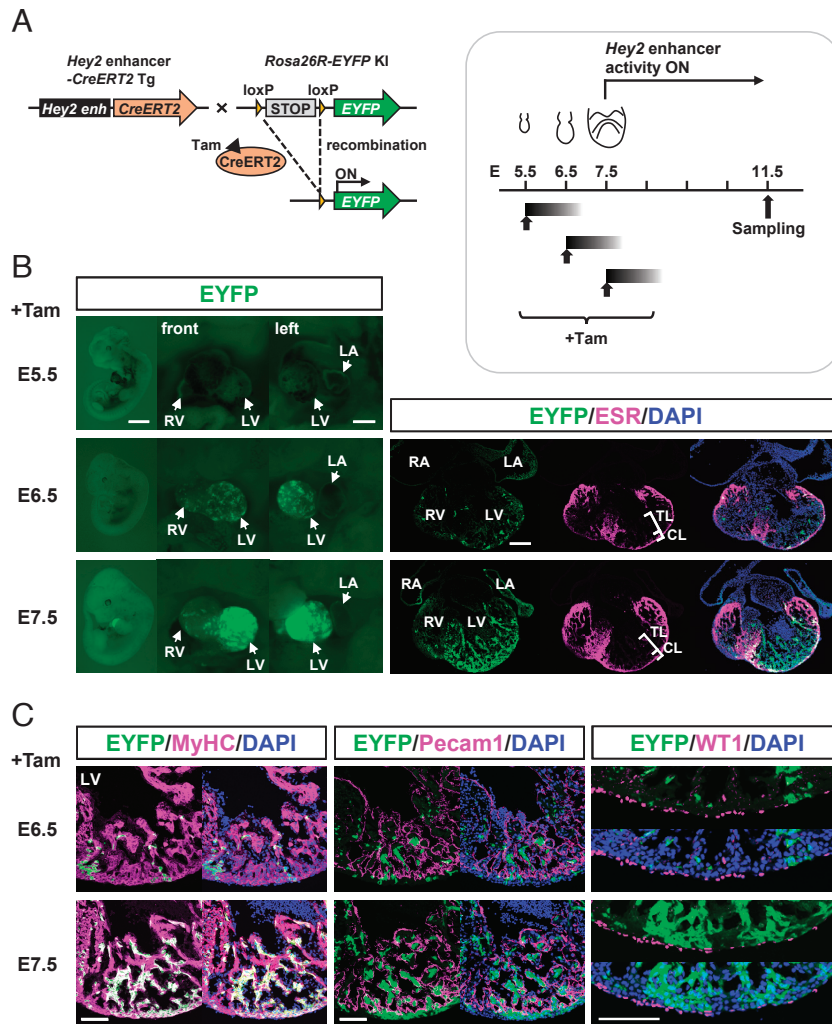 A
Hey2 enhancer
-CreERT2 Tg
Rosa26R-EYFP KI
loxP loxP
Hey2 enh CreERT2 × STOP EYFP
Tam
CreERT2
recombination
ON
EYFP
Hey2 enhancer
activity ON
E 5.5 6.5 7.5 11.5
Sampling
+Tam
B
EYFP
+Tam
front left
E5.5
LA
RV LV LV
EYFP/ESR/DAPI
E6.5
LA
RV LV LV
RA LA
RV LV
TL
CL
E7.5
LA
RV LV LV
RA LA
RV LV
TL
CL
C
EYFP/MyHC/DAPI EYFP/Pecam1/DAPI EYFP/WT1/DAPI
+Tam
LV
E6.5
E7.5